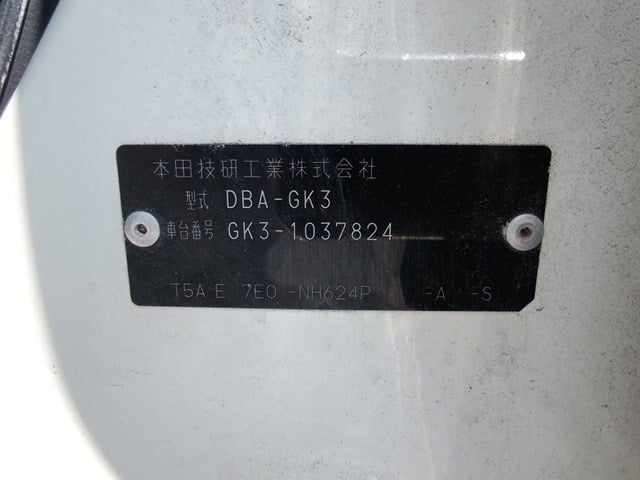 本田技研工業株式会社
型式 DBA-GK3
車台番号 GK3-1037824
T5A E 7E0 -NH624P -A -S